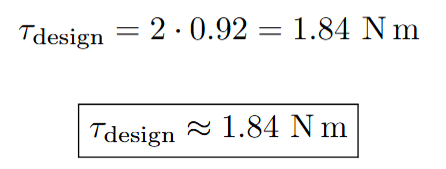 τ_design = 2 · 0.92 = 1.84 N m
τ_design ≈ 1.84 N m